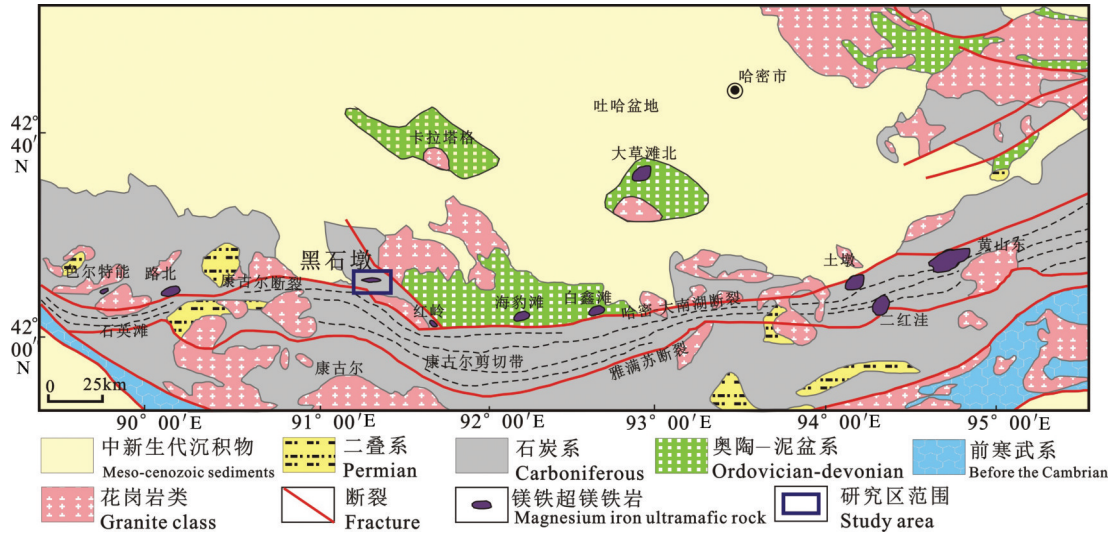 哈密市
吐哈盆地
42°
40′
N
卡拉塔格
大草滩北
黄山东
黑石墩
土墩
巴尔特能
路北
康古尔断裂
海豹滩
白鑫滩
哈密-大南湖断裂
二红洼
红岭
石英滩
42°
00′
N
康古尔剪切带
雅满苏断裂
康古尔
0 25km
90° 00′E
91° 00′E
92° 00′E
93° 00′E
94° 00′E
95° 00′E
中新生代沉积物
Meso-cenozoic sediments
二叠系
Permian
石炭系
Carboniferous
奥陶—泥盆系
Ordovician-devonian
前寒武系
Before the Cambrian
花岗岩类
Granite class
断裂
Fracture
镁铁超镁铁岩
Magnesium iron ultramafic rock
研究区范围
Study area